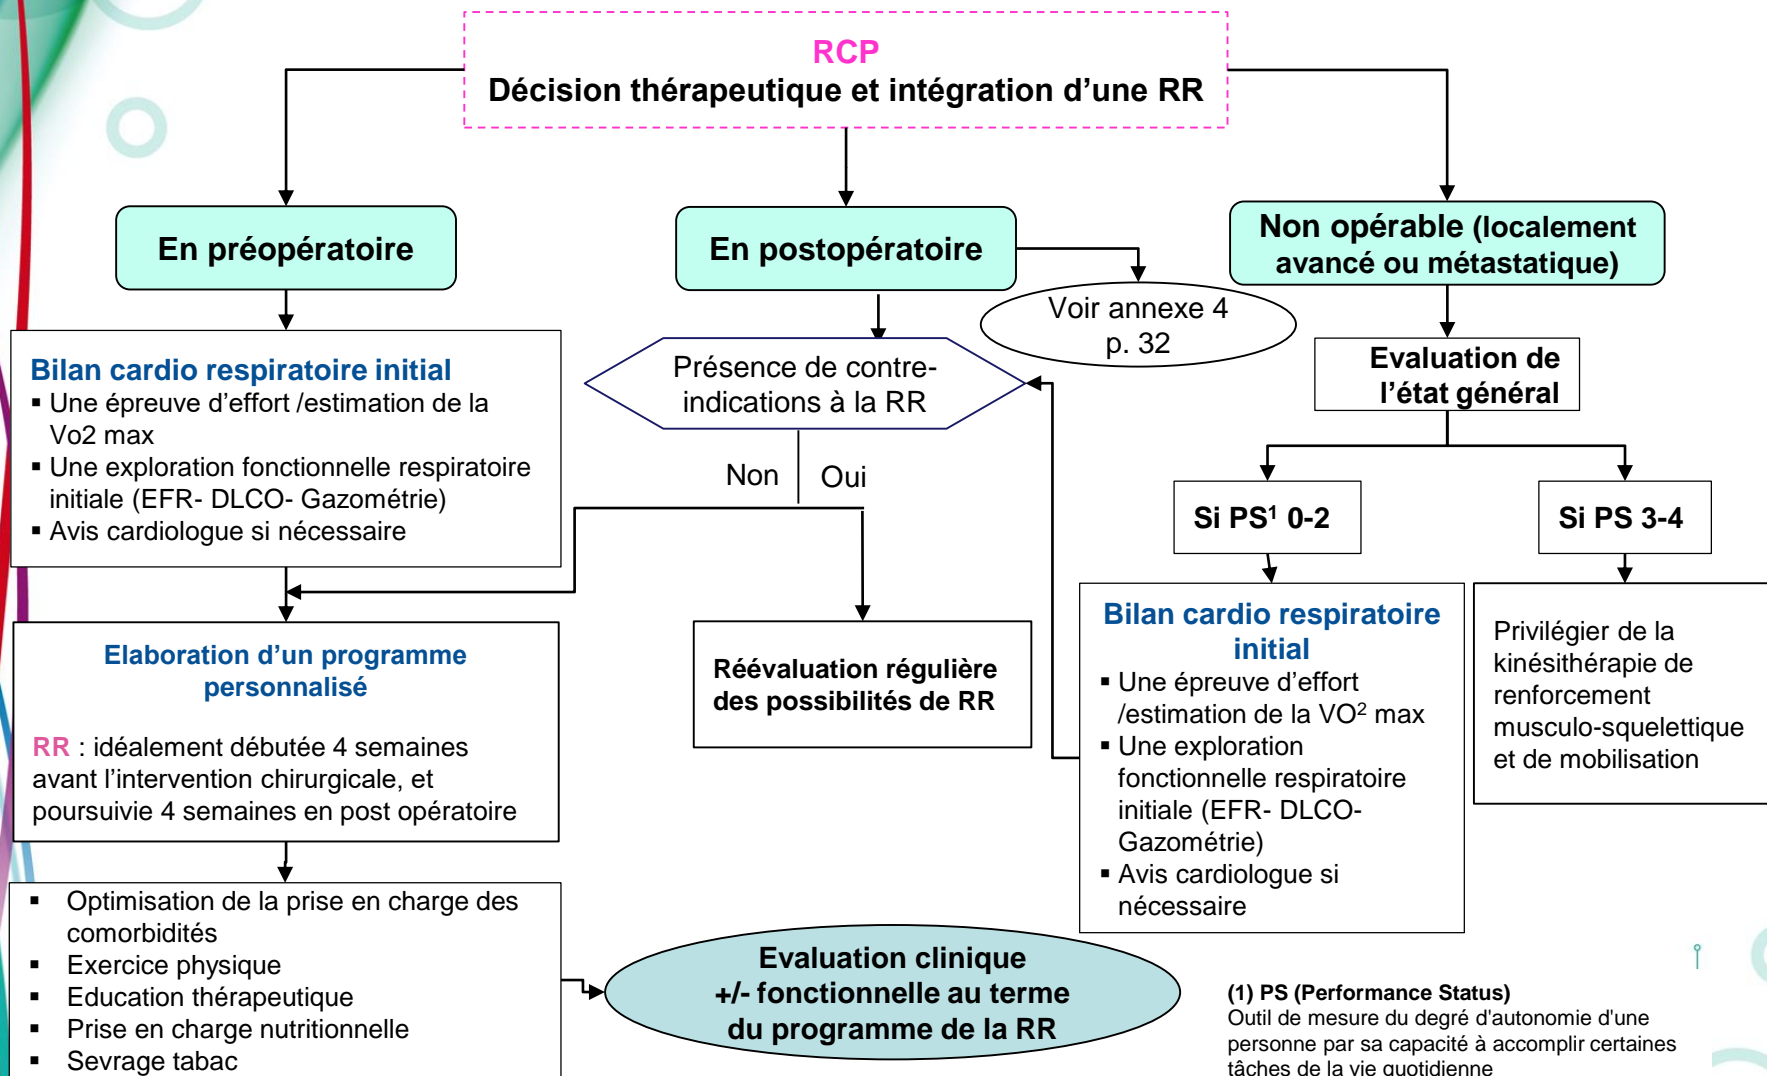 RCP
Décision thérapeutique et intégration d’une RR
En préopératoire
En postopératoire
Non opérable (localement
avancé ou métastatique)
Voir annexe 4
p. 32
Bilan cardio respiratoire initial
▪ Une épreuve d’effort /estimation de la
Vo2 max
▪ Une exploration fonctionnelle respiratoire
initiale (EFR- DLCO- Gazométrie)
▪ Avis cardiologue si nécessaire
Présence de contre-
indications à la RR
Non
Oui
Evaluation de
l’état général
Si PS¹ 0-2
Si PS 3-4
Elaboration d’un programme
personnalisé
RR : idéalement débutée 4 semaines
avant l’intervention chirurgicale, et
poursuivie 4 semaines en post opératoire
Réévaluation régulière
des possibilités de RR
Bilan cardio respiratoire
initial
▪ Une épreuve d’effort
/estimation de la VO² max
▪ Une exploration
fonctionnelle respiratoire
initiale (EFR- DLCO-
Gazométrie)
▪ Avis cardiologue si
nécessaire
Privilégier de la
kinésithérapie de
renforcement
musculo-squelettique
et de mobilisation
▪ Optimisation de la prise en charge des
comorbidités
▪ Exercice physique
▪ Education thérapeutique
▪ Prise en charge nutritionnelle
▪ Sevrage tabac
Evaluation clinique
+/- fonctionnelle au terme
du programme de la RR
(1) PS (Performance Status)
Outil de mesure du degré d'autonomie d'une
personne par sa capacité à accomplir certaines
tâches de la vie quotidienne